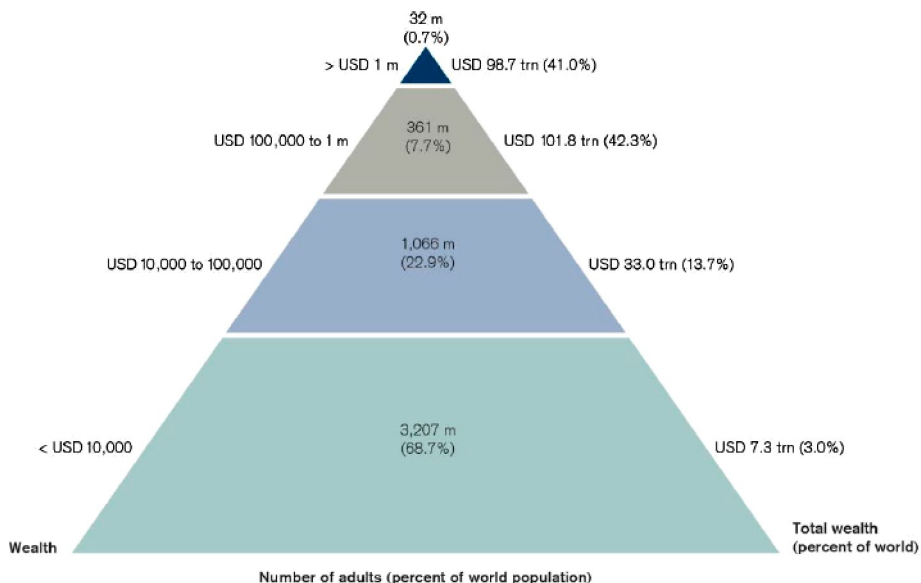 32 m
(0.7%)
> USD 1 m
USD 98.7 trn (41.0%)
361 m
(7.7%)
USD 100,000 to 1 m
USD 101.8 trn (42.3%)
1,066 m
(22.9%)
USD 10,000 to 100,000
USD 33.0 trn (13.7%)
3,207 m
(68.7%)
< USD 10,000
USD 7.3 trn (3.0%)
Wealth
Total wealth
(percent of world)
Number of adults (percent of world population)